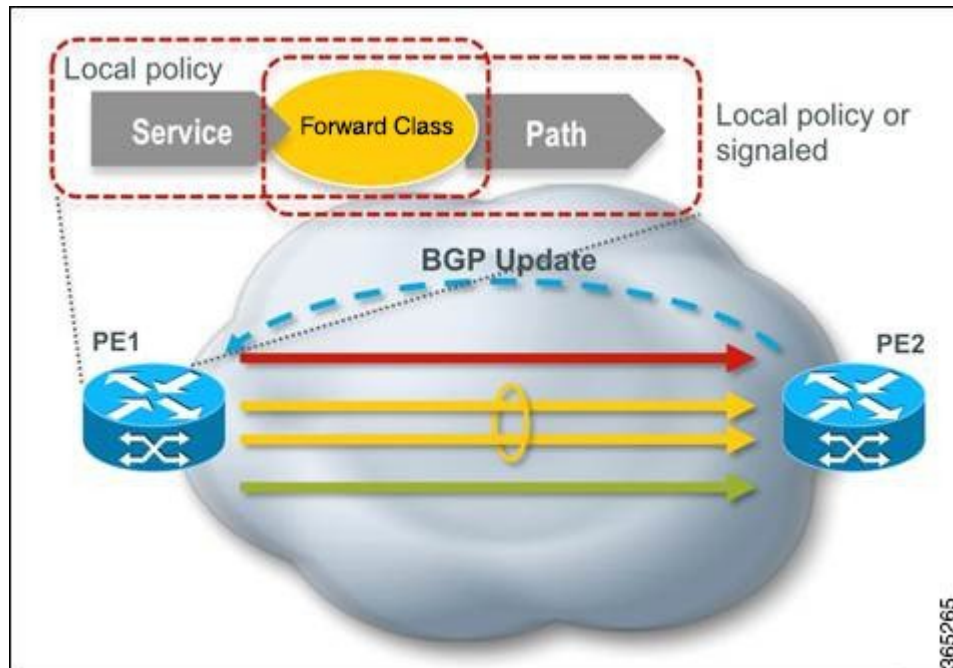 Local policy
Service
Forward Class
Path
Local policy or
signaled
BGP Update
PE1
PE2
365265